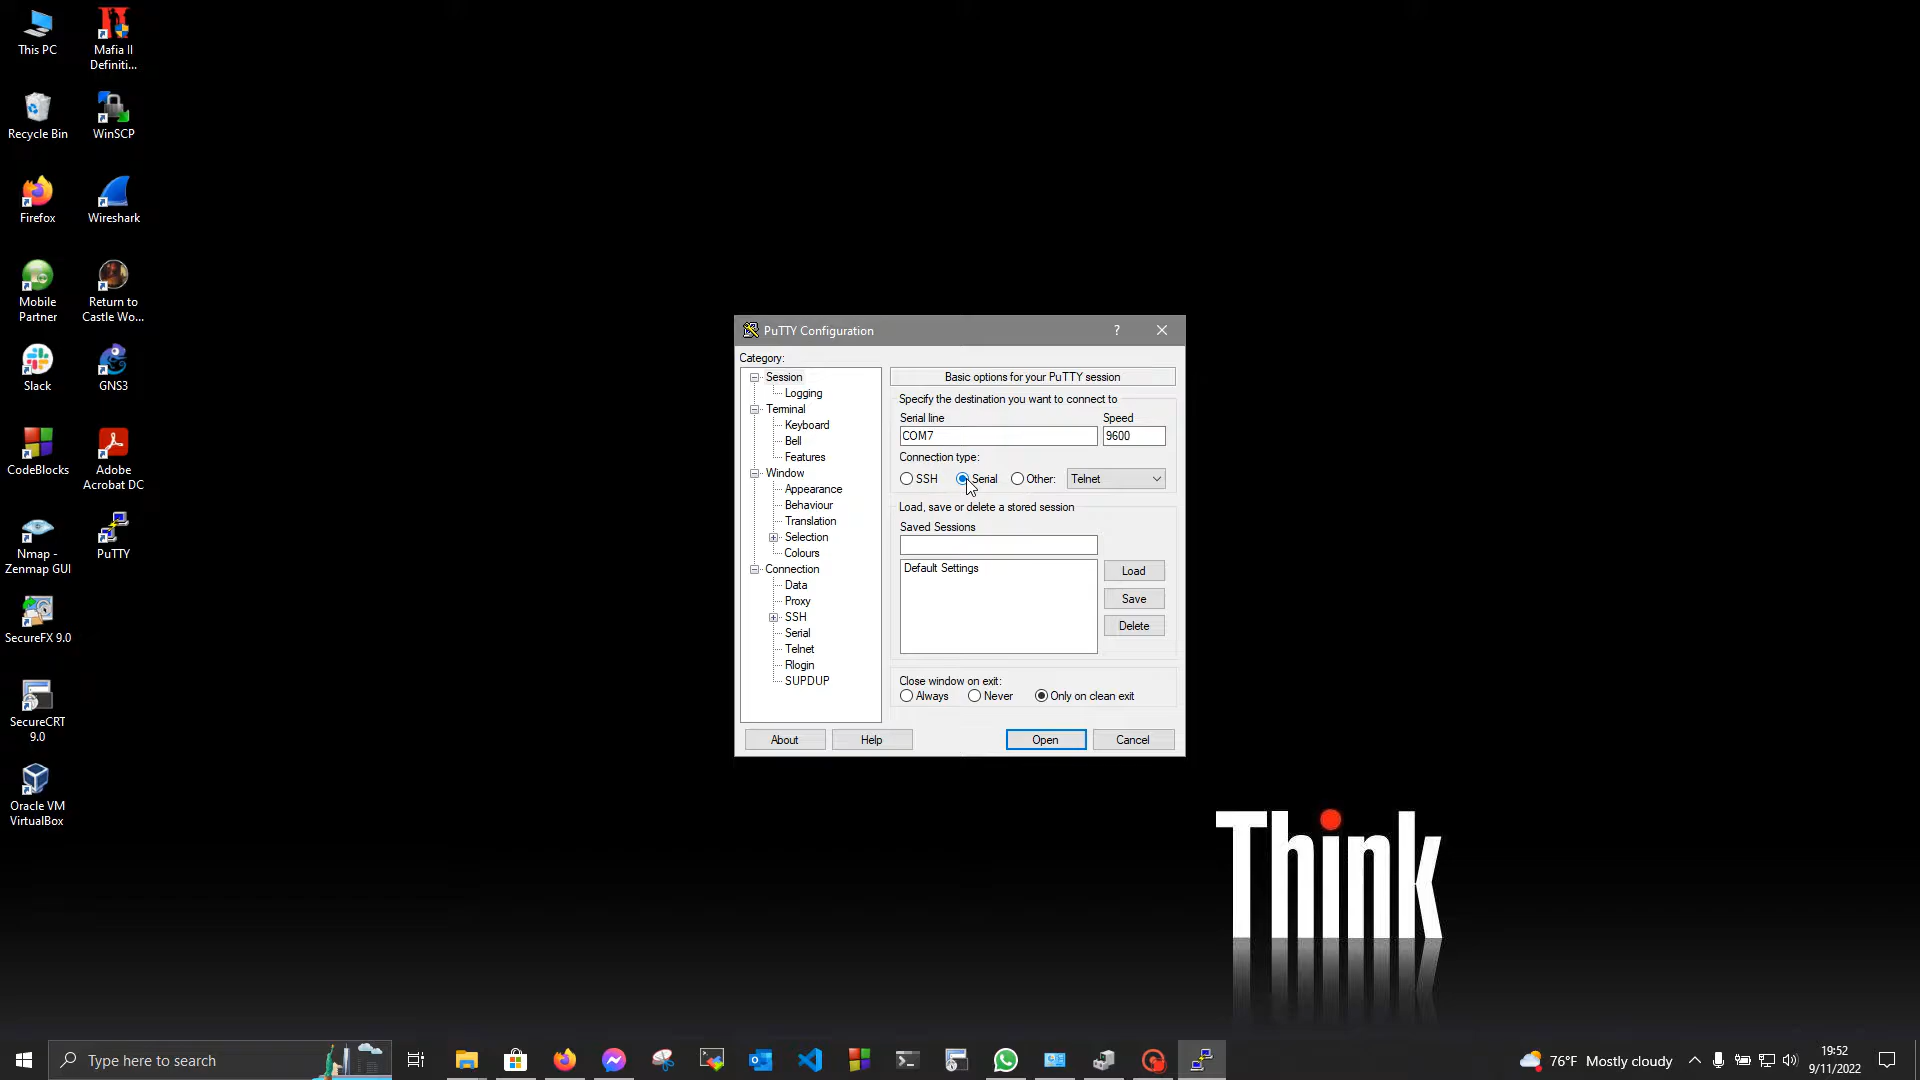 This PC
Mafia II
Definiti...
Recycle Bin
WinSCP
Firefox
Wireshark
Mobile
Partner
Return to
Castle Wo...
Slack
GNS3
CodeBlocks
Adobe
Acrobat DC
Nmap -
Zenmap GUI
PuTTY
SecureFX 9.0
SecureCRT
9.0
Oracle VM
VirtualBox
PuTTY Configuration
?
Category:
Session
Logging
Terminal
Keyboard
Bell
Features
Window
Appearance
Behaviour
Translation
Selection
Colours
Connection
Data
Proxy
SSH
Serial
Telnet
Rlogin
SUPDUP
Basic options for your PuTTY session
Specify the destination you want to connect to
Serial line
Speed
COM7
9600
Connection type:
SSH
Serial
Other:
Telnet
Load, save or delete a stored session
Saved Sessions
Default Settings
Load
Save
Delete
Close window on exit:
Always
Never
Only on clean exit
About
Help
Open
Cancel
Think
Type here to search
76°F
Mostly cloudy
19:52
9/11/2022